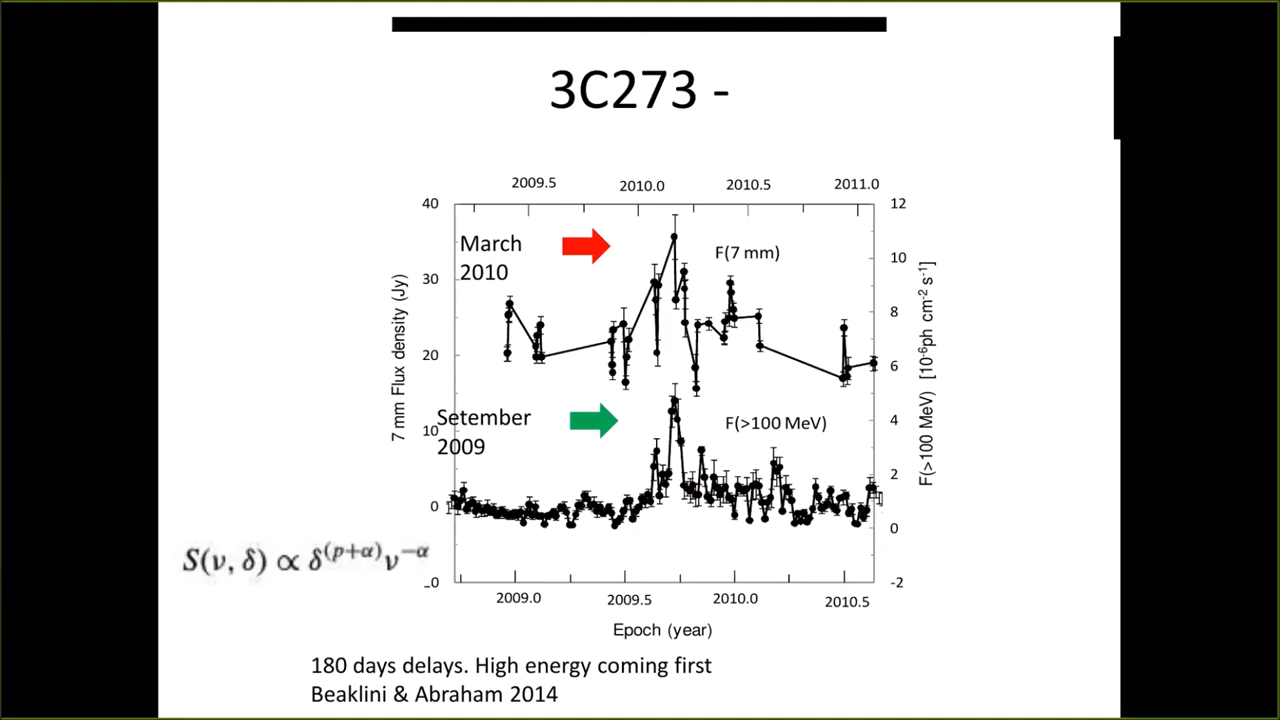 3C273 -
2009.5 2010.0 2010.5 2011.0
40 12
March
2010
F(7 mm)
10
30
8
20
6
7 mm Flux density (Jy)
F(>100 MeV) [10⁻⁶ph cm⁻² s⁻¹]
Setember
2009
F(>100 MeV)
4
10
2
0
0
S(ν, δ) ∝ δ^(p+α) ν^−α
_0 -2
2009.0 2009.5 2010.0 2010.5
Epoch (year)
180 days delays. High energy coming first
Beaklini & Abraham 2014